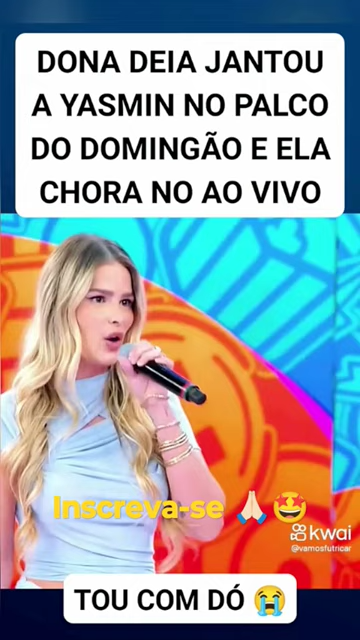 DONA DEIA JANTOU
A YASMIN NO PALCO
DO DOMINGÃO E ELA
CHORA NO AO VIVO
Inscreva-se 🙏🏻🤩
kwai
@vamosfutricar
TOU COM DÓ 😭